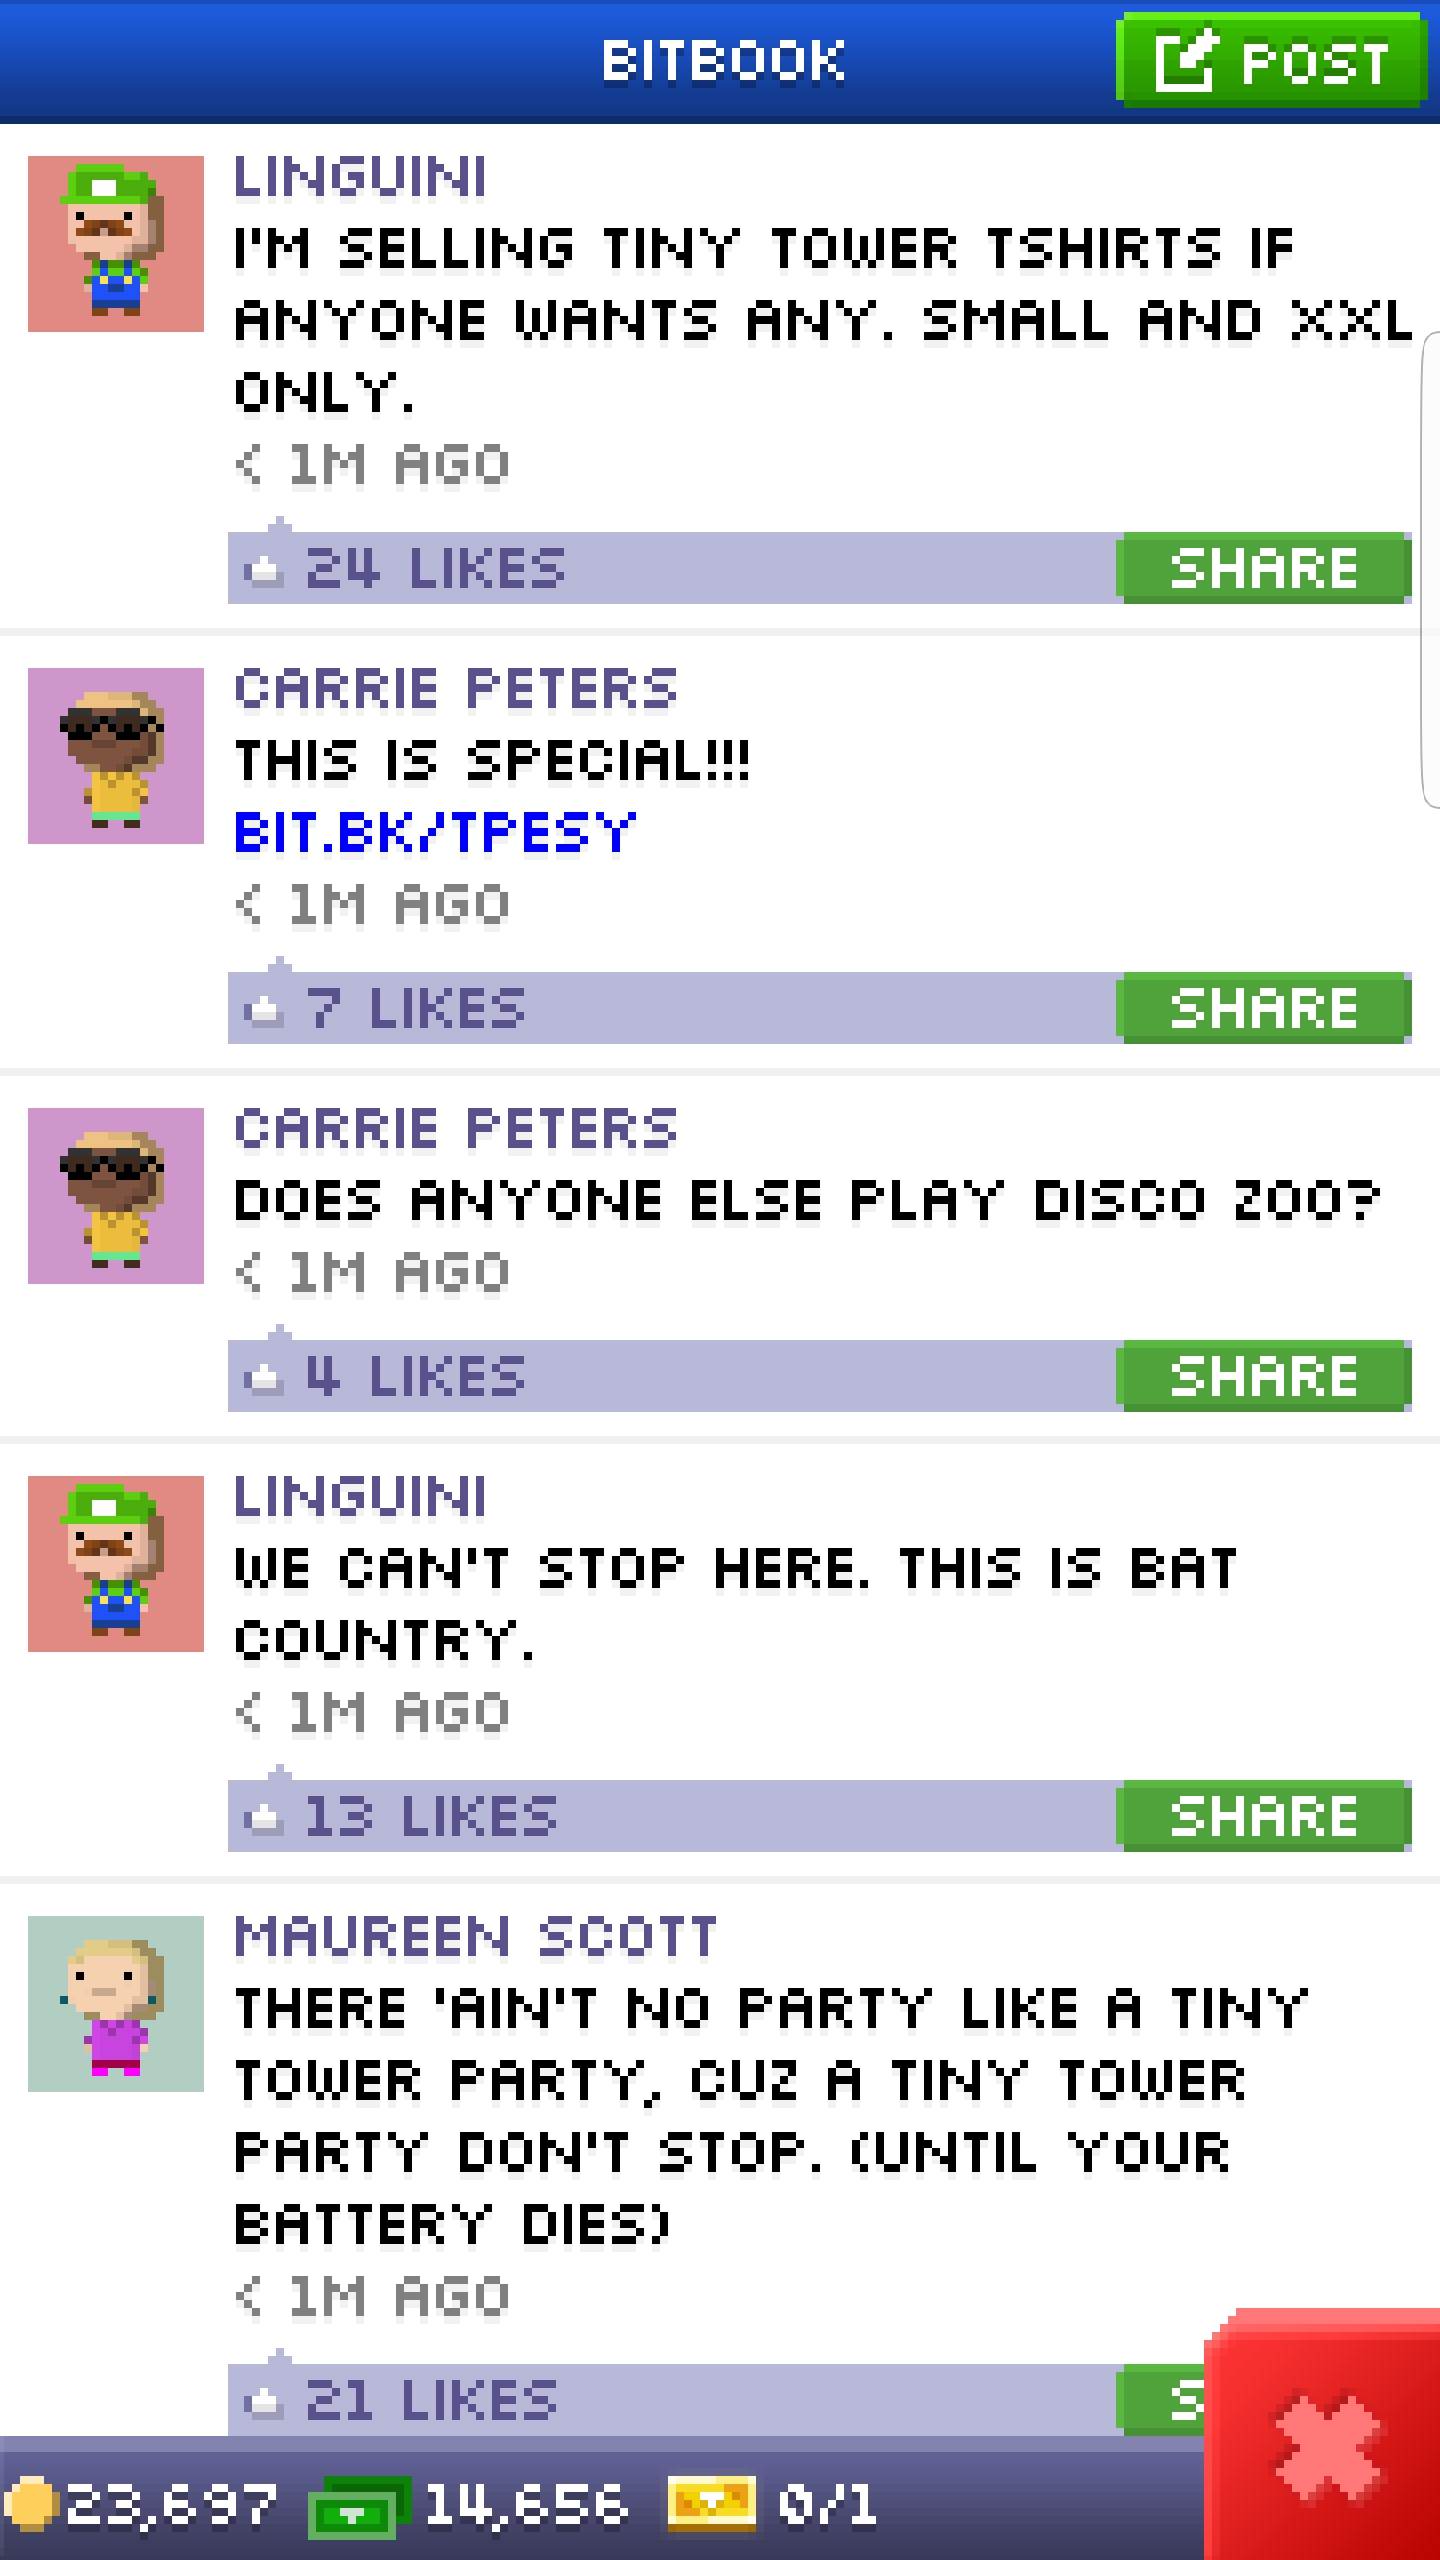 BITBOOK
POST
LINGUINI
I'M SELLING TINY TOWER TSHIRTS IF
ANYONE WANTS ANY. SMALL AND XXL
ONLY.
< 1M AGO
24 LIKES
SHARE
CARRIE PETERS
THIS IS SPECIAL!!!
BIT.BK/TPESY
< 1M AGO
7 LIKES
SHARE
CARRIE PETERS
DOES ANYONE ELSE PLAY DISCO ZOO?
< 1M AGO
4 LIKES
SHARE
LINGUINI
WE CAN'T STOP HERE. THIS IS BAT
COUNTRY.
< 1M AGO
13 LIKES
SHARE
MAUREEN SCOTT
THERE 'AIN'T NO PARTY LIKE A TINY
TOWER PARTY, CUZ A TINY TOWER
PARTY DON'T STOP. (UNTIL YOUR
BATTERY DIES)
< 1M AGO
21 LIKES
S
23,697
14,656
0/1